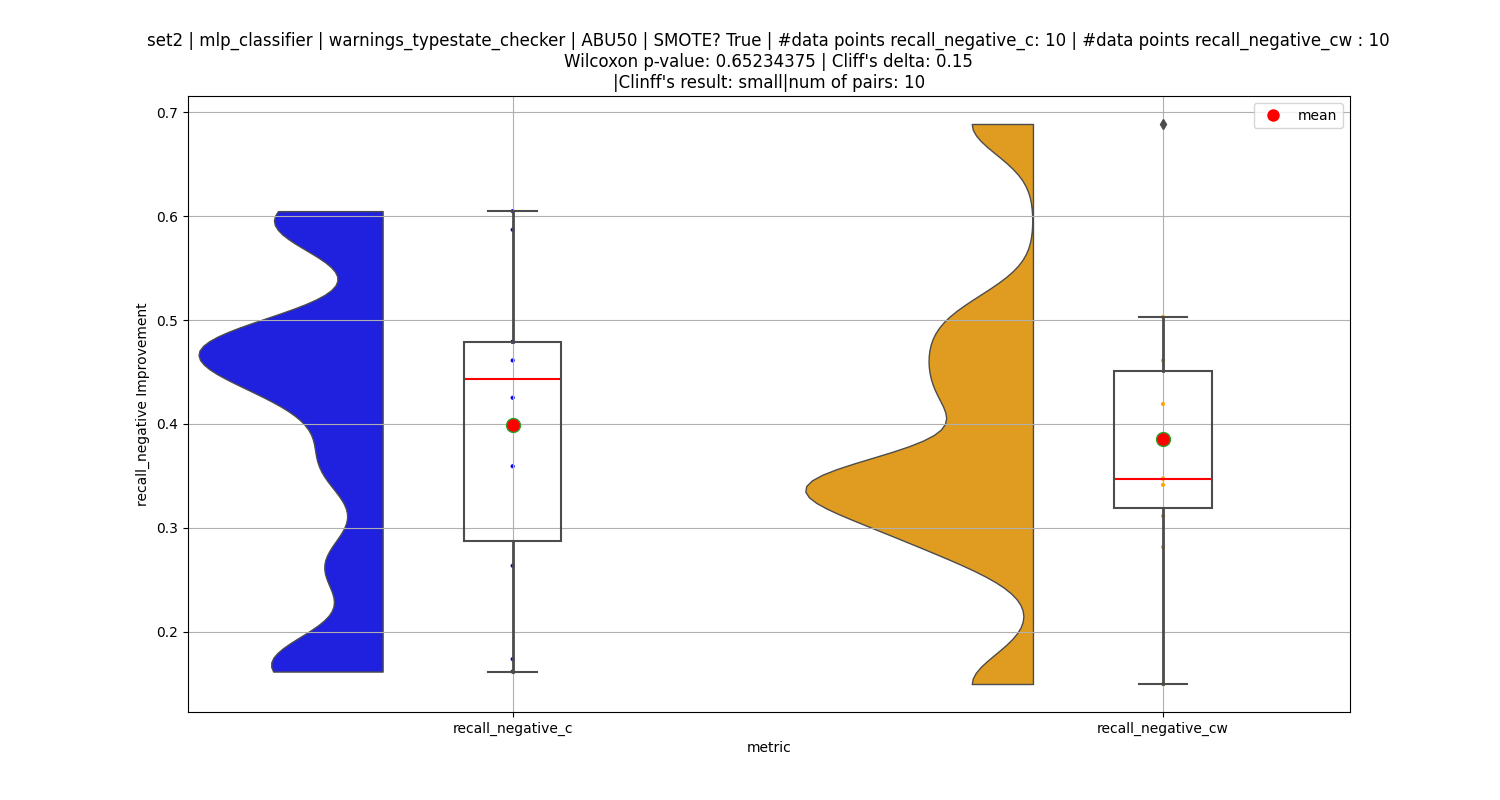 set2 | mlp_classifier | warnings_typestate_checker | ABU50 | SMOTE? True | #data points recall_negative_c: 10 | #data points recall_negative_cw : 10
Wilcoxon p-value: 0.65234375 | Cliff's delta: 0.15
|Clinff's result: small|num of pairs: 10
mean
0.7
0.6
0.5
0.4
0.3
0.2
recall_negative Improvement
recall_negative_c
recall_negative_cw
metric